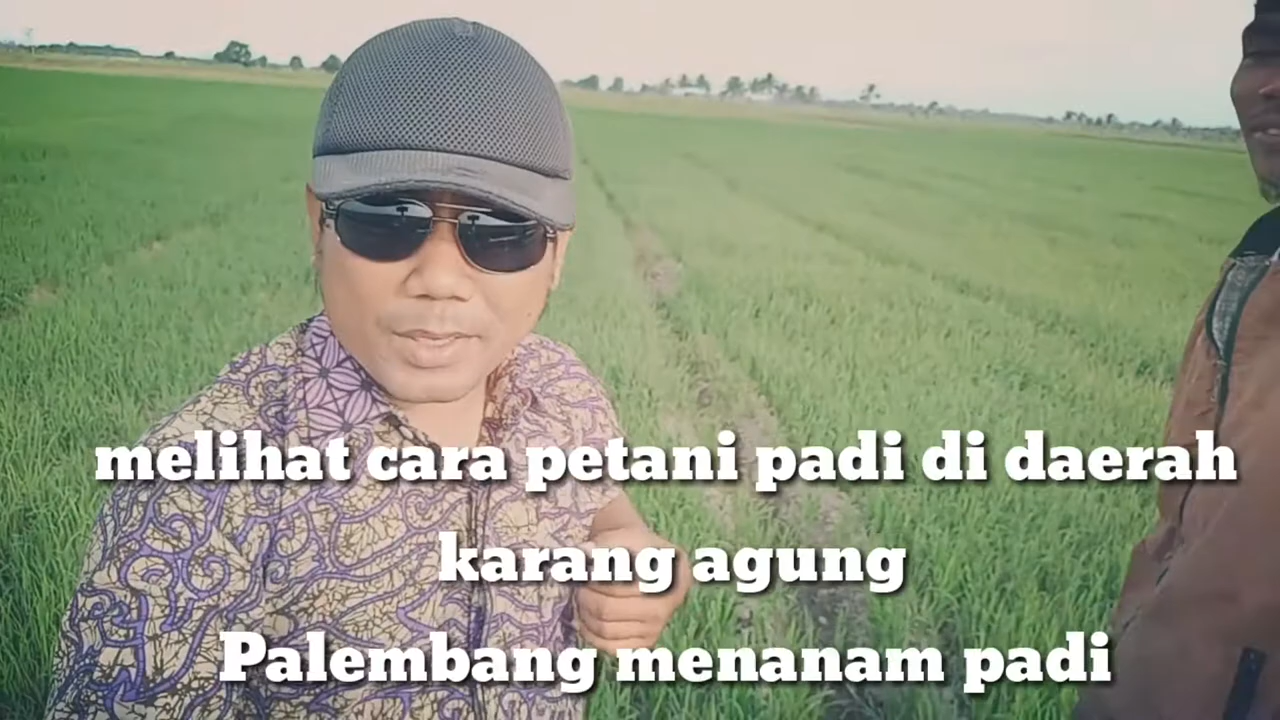 melihat cara petani padi di daerah
karang agung
Palembang menanam padi